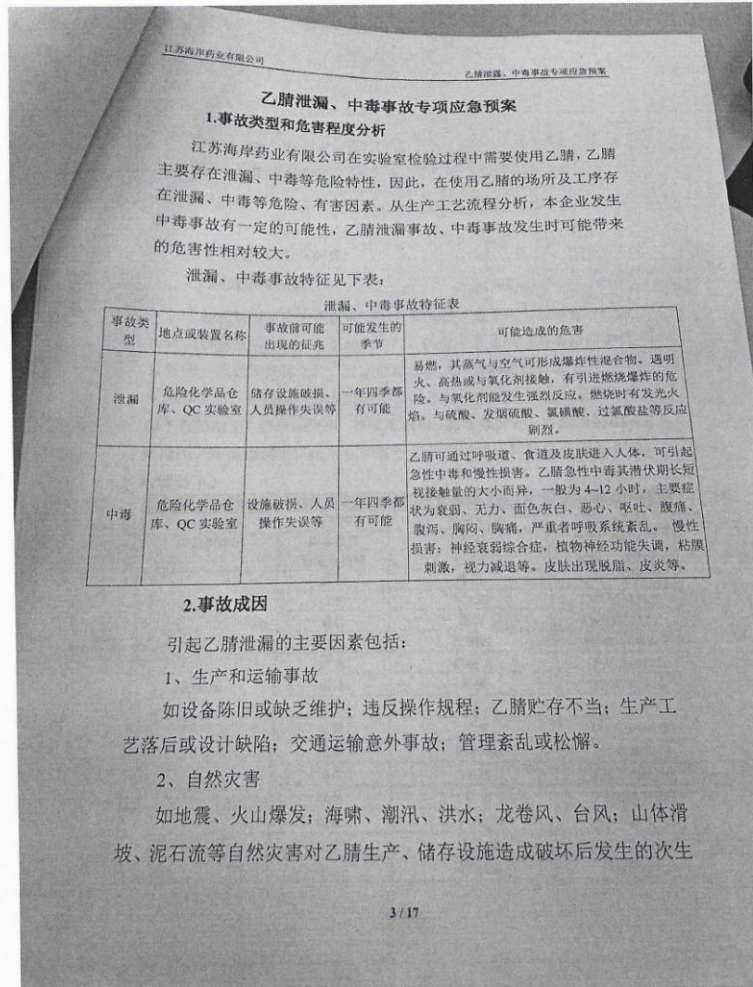 江苏海岸药业有限公司
乙腈泄露、中毒事故专项应急预案
乙腈泄漏、中毒事故专项应急预案
1.事故类型和危害程度分析
江苏海岸药业有限公司在实验室检验过程中需要使用乙腈，乙腈
主要存在泄漏、中毒等危险特性，因此，在使用乙腈的场所及工序存
在泄漏、中毒等危险、有害因素。从生产工艺流程分析，本企业发生
中毒事故有一定的可能性，乙腈泄漏事故、中毒事故发生时可能带来
的危害性相对较大。
泄漏、中毒事故特征见下表：
泄漏、中毒事故特征表
事故类
型
地点或装置名称
事故前可能
出现的征兆
可能发生的
季节
可能造成的危害
泄漏
危险化学品仓
库、QC 实验室
储存设施破损、
人员操作失误等
一年四季都
有可能
易燃，其蒸气与空气可形成爆炸性混合物。遇明
火、高热或与氧化剂接触，有引进燃烧爆炸的危
险。与氧化剂能发生强烈反应。燃烧时有发光火
焰。与硫酸、发烟硫酸、氯磺酸、过氯酸盐等反应
剧烈。
中毒
危险化学品仓
库、QC 实验室
设施破损、人员
操作失误等
一年四季都
有可能
乙腈可通过呼吸道、食道及皮肤进入人体，可引起
急性中毒和慢性损害。乙腈急性中毒其潜伏期长短
视接触量的大小而异，一般为 4~12 小时，主要症
状为衰弱、无力、面色灰白、恶心、呕吐、腹痛、
腹泻、胸闷、胸痛，严重者呼吸系统紊乱。 慢性
损害：神经衰弱综合症，植物神经功能失调，粘膜
刺激，视力减退等。皮肤出现脱脂、皮炎等。
2.事故成因
引起乙腈泄漏的主要因素包括：
1、生产和运输事故
如设备陈旧或缺乏维护；违反操作规程；乙腈贮存不当；生产工
艺落后或设计缺陷；交通运输意外事故；管理紊乱或松懈。
2、自然灾害
如地震、火山爆发；海啸、潮汛、洪水；龙卷风、台风；山体滑
坡、泥石流等自然灾害对乙腈生产、储存设施造成破坏后发生的次生
3 / 17